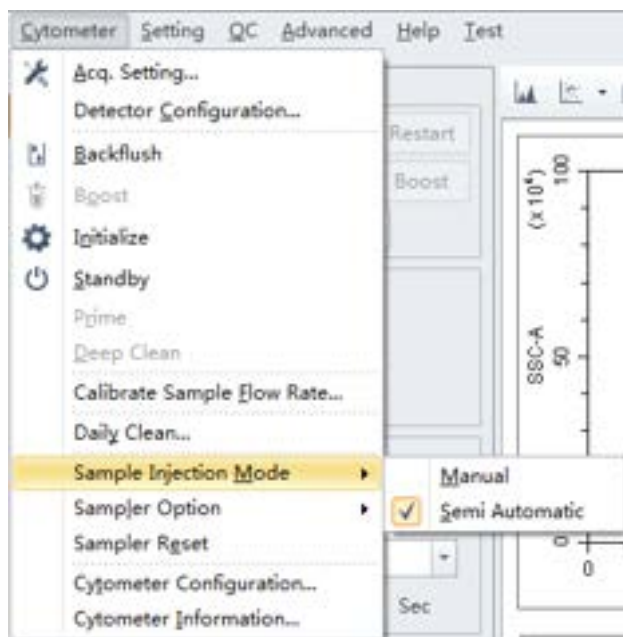 Cytometer Setting QC Advanced Help Test
Acq. Setting...
Detector Configuration...
Restart
Backflush
Boost
Boost
Initialize
Standby
Prime
Deep Clean
Calibrate Sample Flow Rate...
Daily Clean...
Sample Injection Mode
Manual
Semi Automatic
Sampler Option
Sampler Reset
Cytometer Configuration...
Cytometer Information...
Sec
(x 10⁴)
100
SSC-A
50
0
0